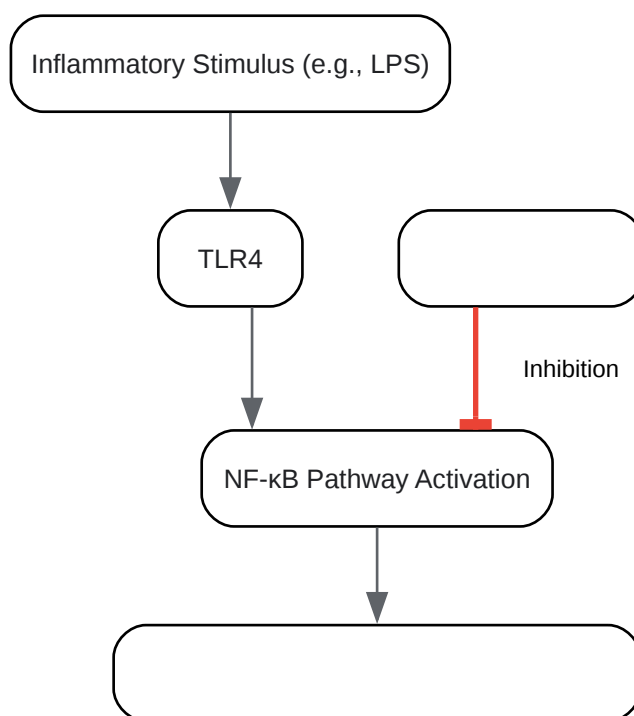 Inflammatory Stimulus (e.g., LPS)
TLR4
Inhibition
NF-κB Pathway Activation